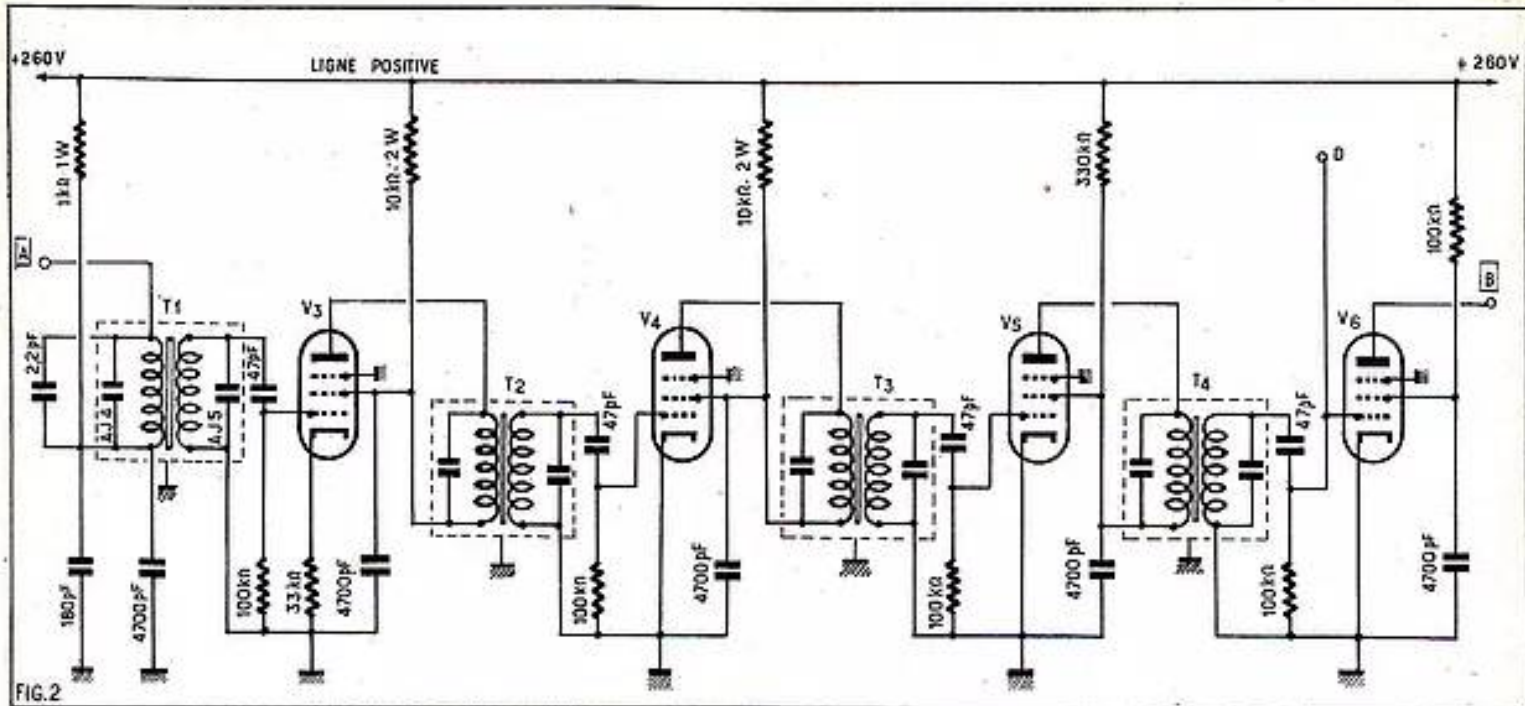 +260V
LIGNE POSITIVE
+ 260V
1kΩ 1W
10kΩ. 2W
10kΩ. 2W
330kΩ
D
100kΩ
B
T1
V3
V4
V5
V6
2,2pF
AJ4
AJ5
47pF
T2
47pF
T3
47pF
T4
47pF
180pF
4700pF
100kΩ
33kΩ
4700pF
100kΩ
4700pF
100kΩ
4700pF
100kΩ
4700pF
FIG.2